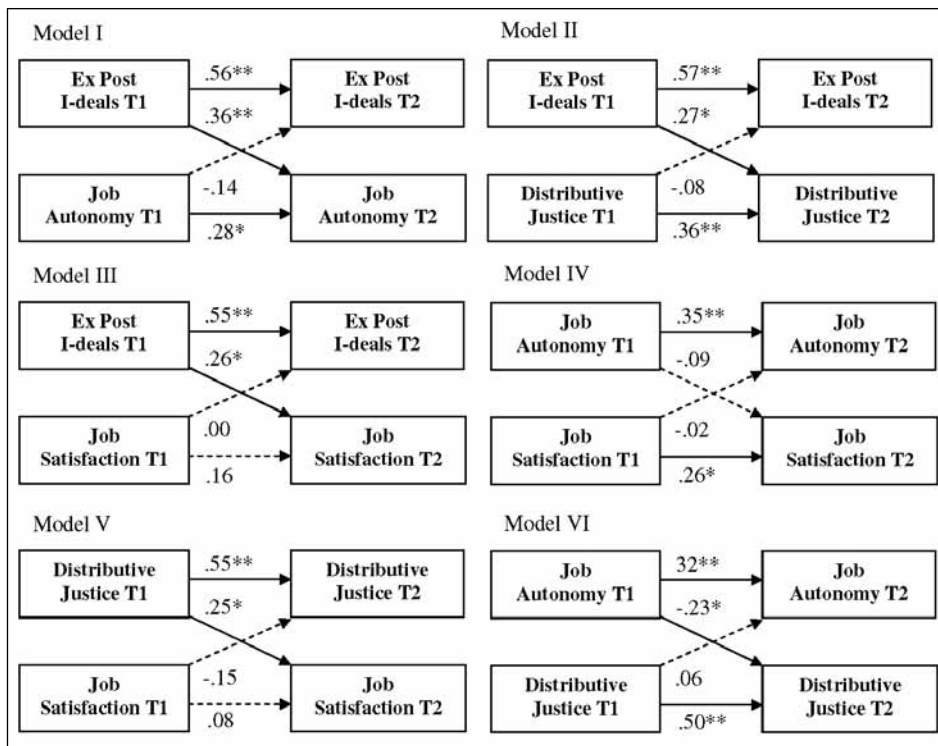 Model I
Ex Post
I-deals T1
.56**
.36**
Ex Post
I-deals T2
Job
Autonomy T1
-.14
.28*
Job
Autonomy T2
Model II
Ex Post
I-deals T1
.57**
.27*
Ex Post
I-deals T2
Distributive
Justice T1
-.08
.36**
Distributive
Justice T2
Model III
Ex Post
I-deals T1
.55**
.26*
Ex Post
I-deals T2
Job
Satisfaction T1
.00
.16
Job
Satisfaction T2
Model IV
Job
Autonomy T1
.35**
-.09
Job
Autonomy T2
Job
Satisfaction T1
-.02
.26*
Job
Satisfaction T2
Model V
Distributive
Justice T1
.55**
.25*
Distributive
Justice T2
Job
Satisfaction T1
-.15
.08
Job
Satisfaction T2
Model VI
Job
Autonomy T1
32**
-.23*
Job
Autonomy T2
Distributive
Justice T1
.06
.50**
Distributive
Justice T2